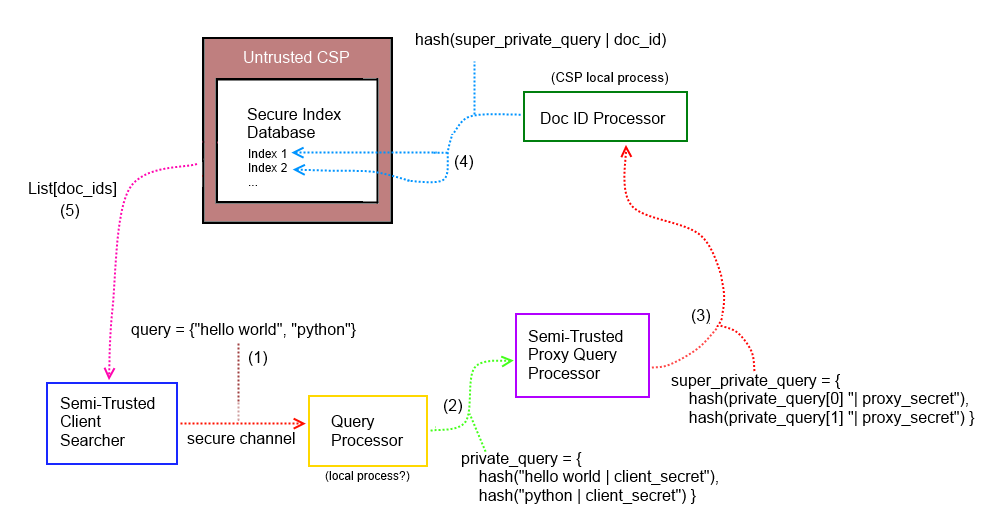 hash(super_private_query | doc_id)
Untrusted CSP
(CSP local process)
Secure Index
Database
Doc ID Processor
Index 1
Index 2
...
(4)
List[doc_ids]
(5)
query = {"hello world", "python"}
(1)
(3)
Semi-Trusted
Proxy Query
Processor
super_private_query = {
hash(private_query[0] "| proxy_secret),
hash(private_query[1] "| proxy_secret) }
Semi-Trusted
Client
Searcher
secure channel
Query
Processor
(local process?)
(2)
private_query = {
hash("hello world | client_secret"),
hash("python | client_secret") }